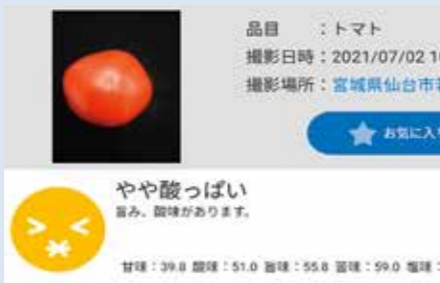 品目　：トマト
撮影日時：2021/07/02 1
撮影場所：宮城県仙台市
お気に入
やや酸っぱい
旨み、酸味があります。
甘味：39.8 酸味：51.0 旨味：55.8 苦味：59.0 塩味：